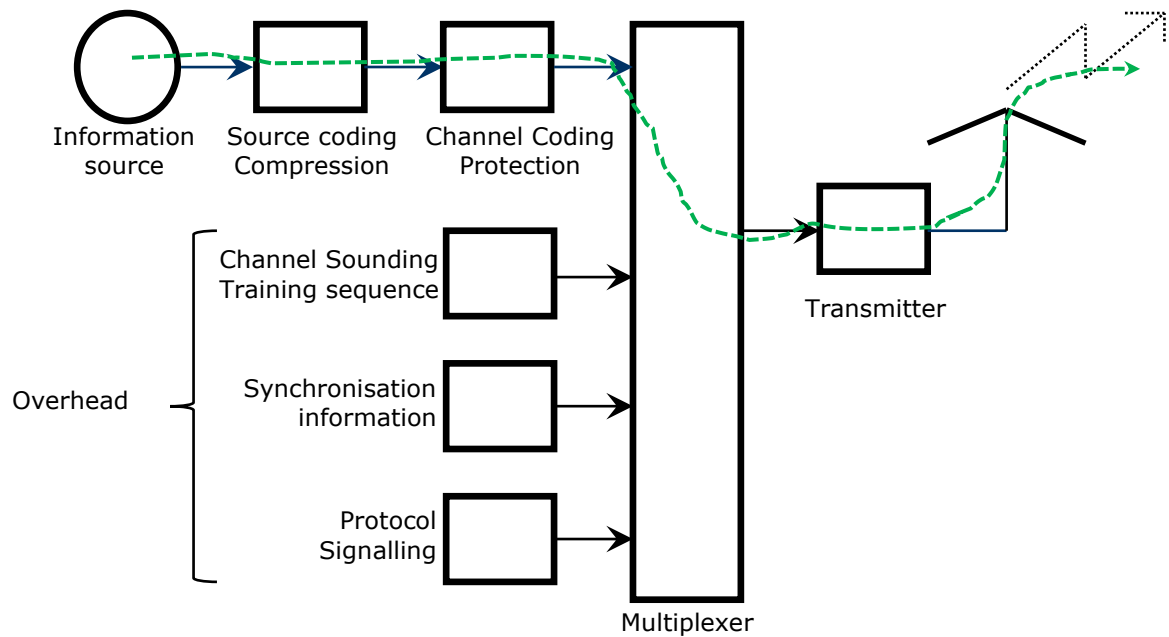 Information
source
Source coding
Compression
Channel Coding
Protection
Channel Sounding
Training sequence
Transmitter
Overhead
Synchronisation
information
Protocol
Signalling
Multiplexer